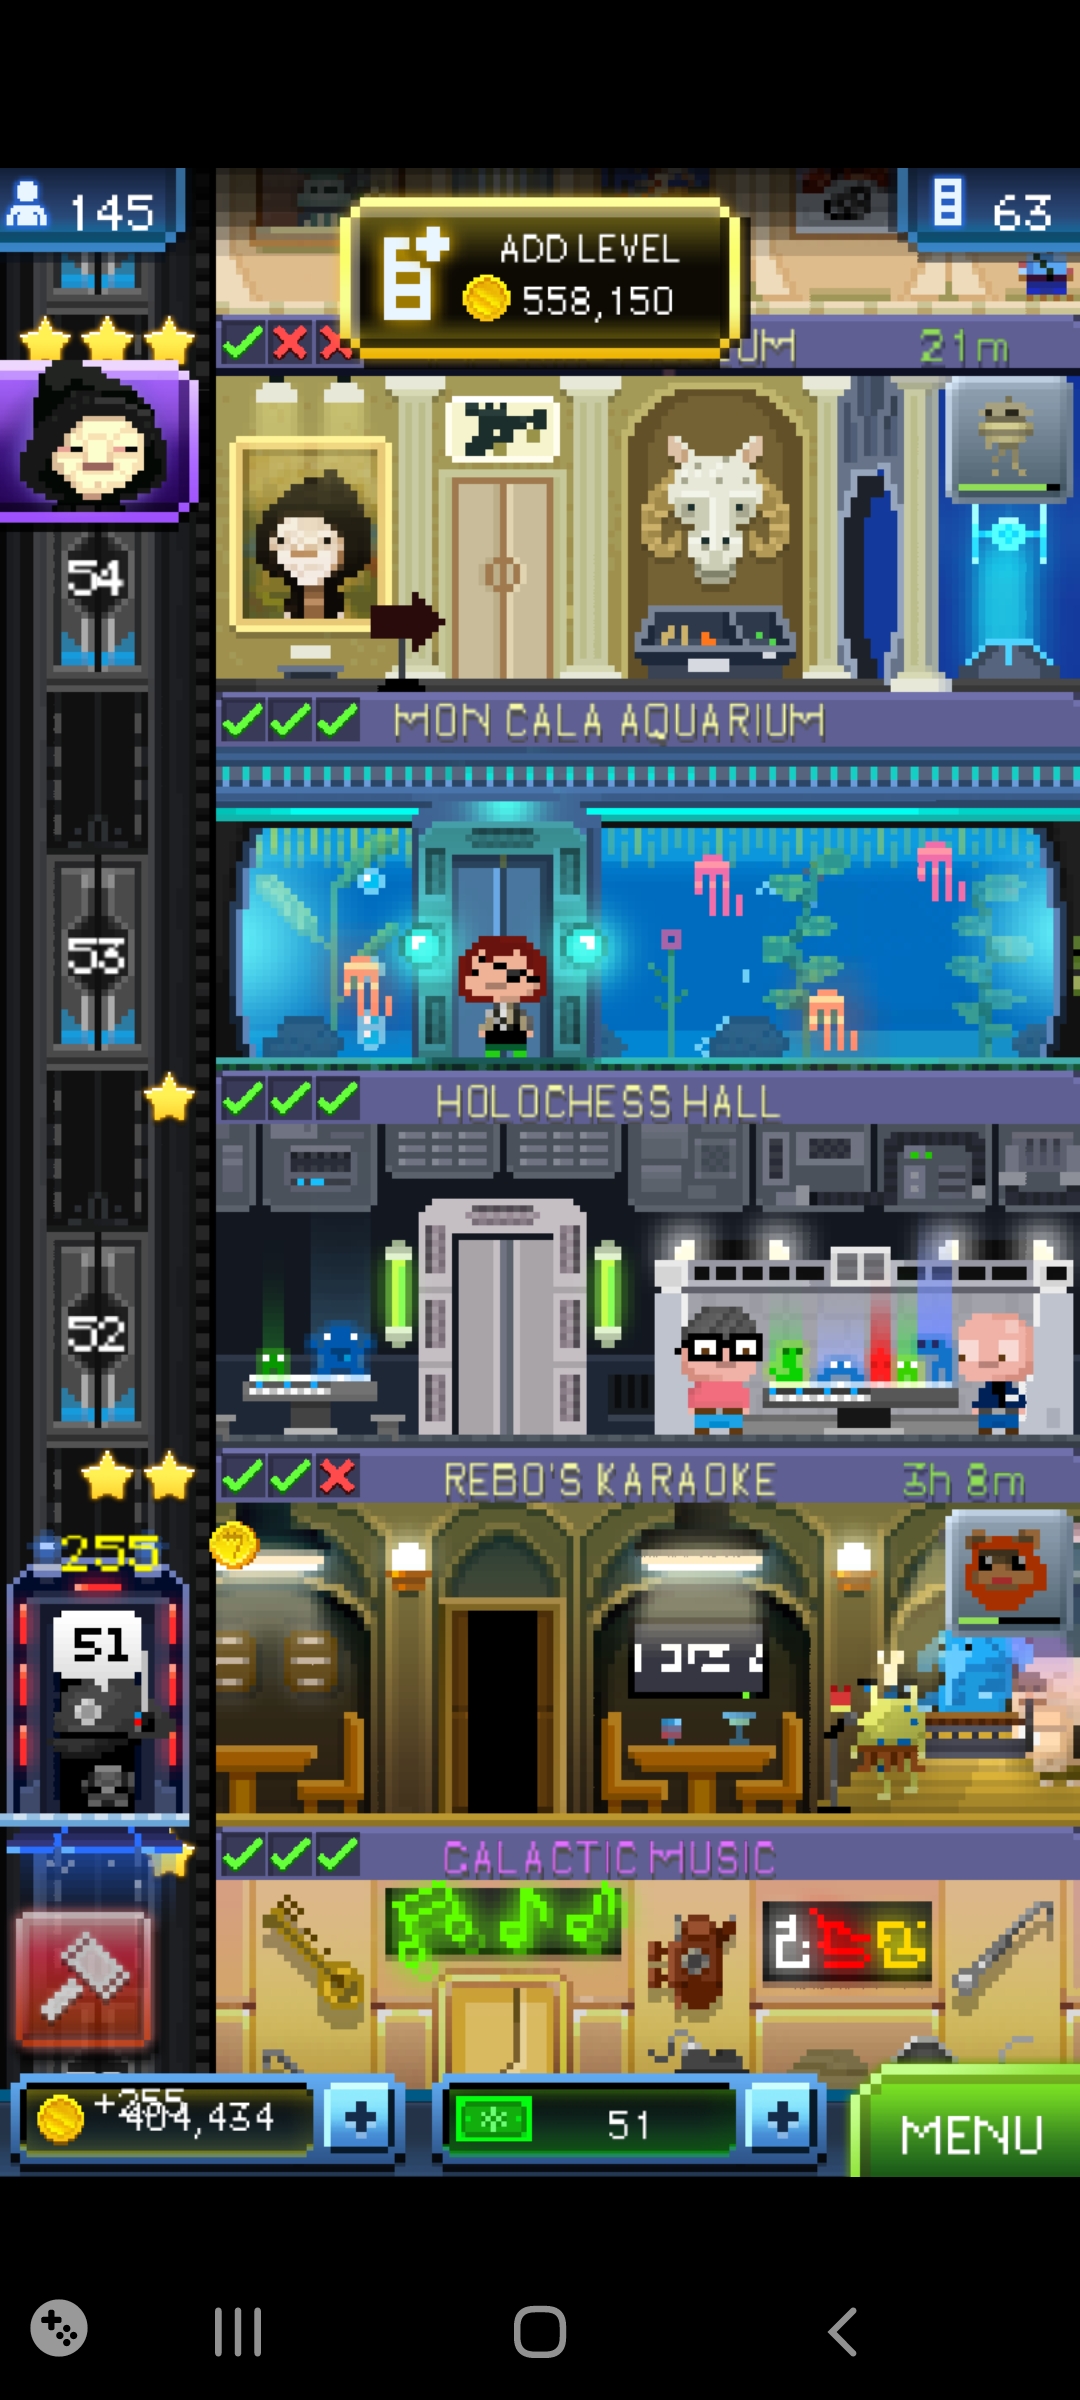 145
ADD LEVEL
558,150
63
UM
21m
54
MON CALA AQUARIUM
53
HOLOCHESS HALL
52
REBO'S KARAOKE
3h 8m
255
51
GALACTIC MUSIC
+255
404,434
51
MENU